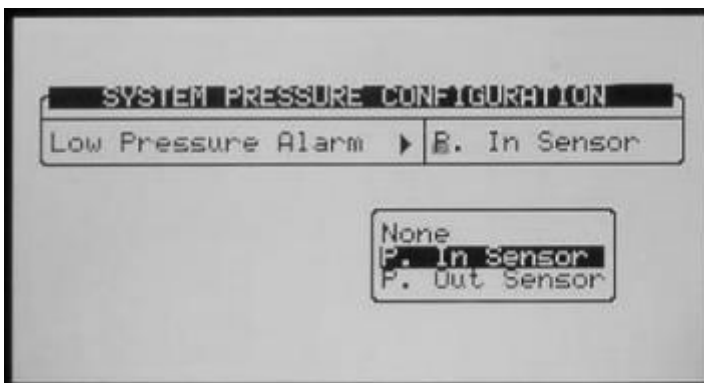 SYSTEM PRESSURE CONFIGURATION
Low Pressure Alarm ▶ P. In Sensor
None
P. In Sensor
P. Out Sensor